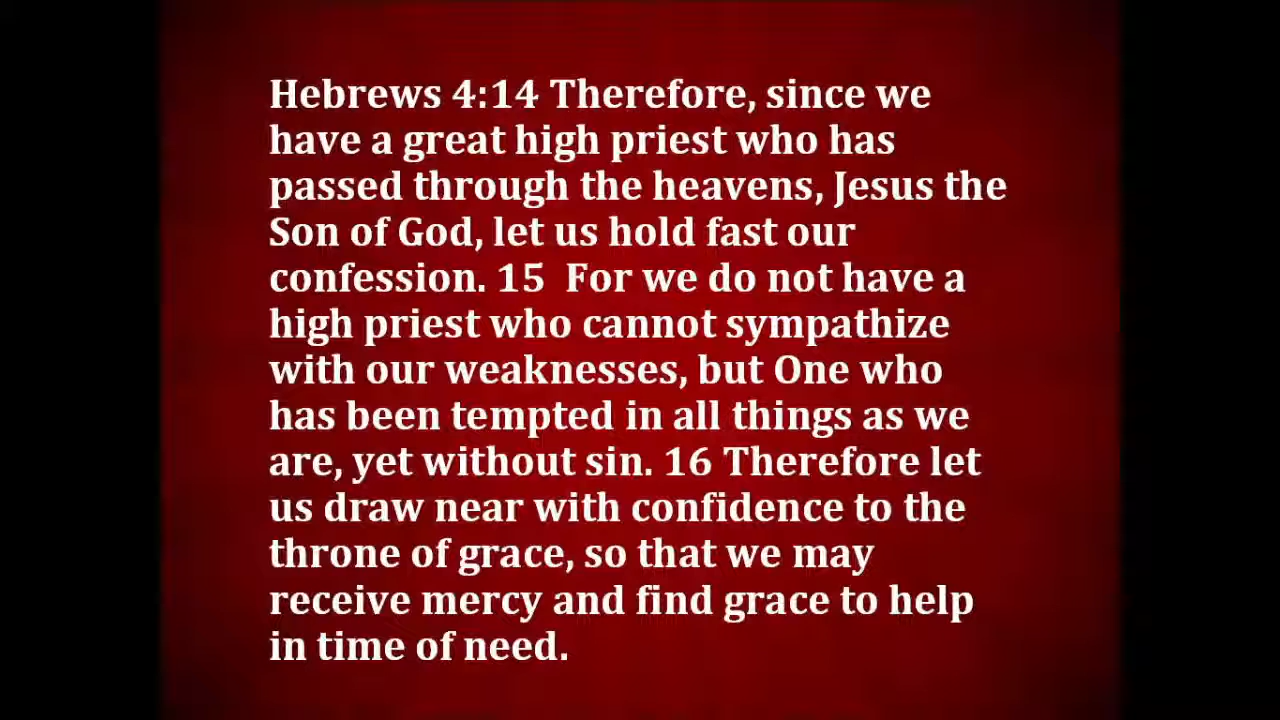 Hebrews 4:14 Therefore, since we
have a great high priest who has
passed through the heavens, Jesus the
Son of God, let us hold fast our
confession. 15  For we do not have a
high priest who cannot sympathize
with our weaknesses, but One who
has been tempted in all things as we
are, yet without sin. 16 Therefore let
us draw near with confidence to the
throne of grace, so that we may
receive mercy and find grace to help
in time of need.